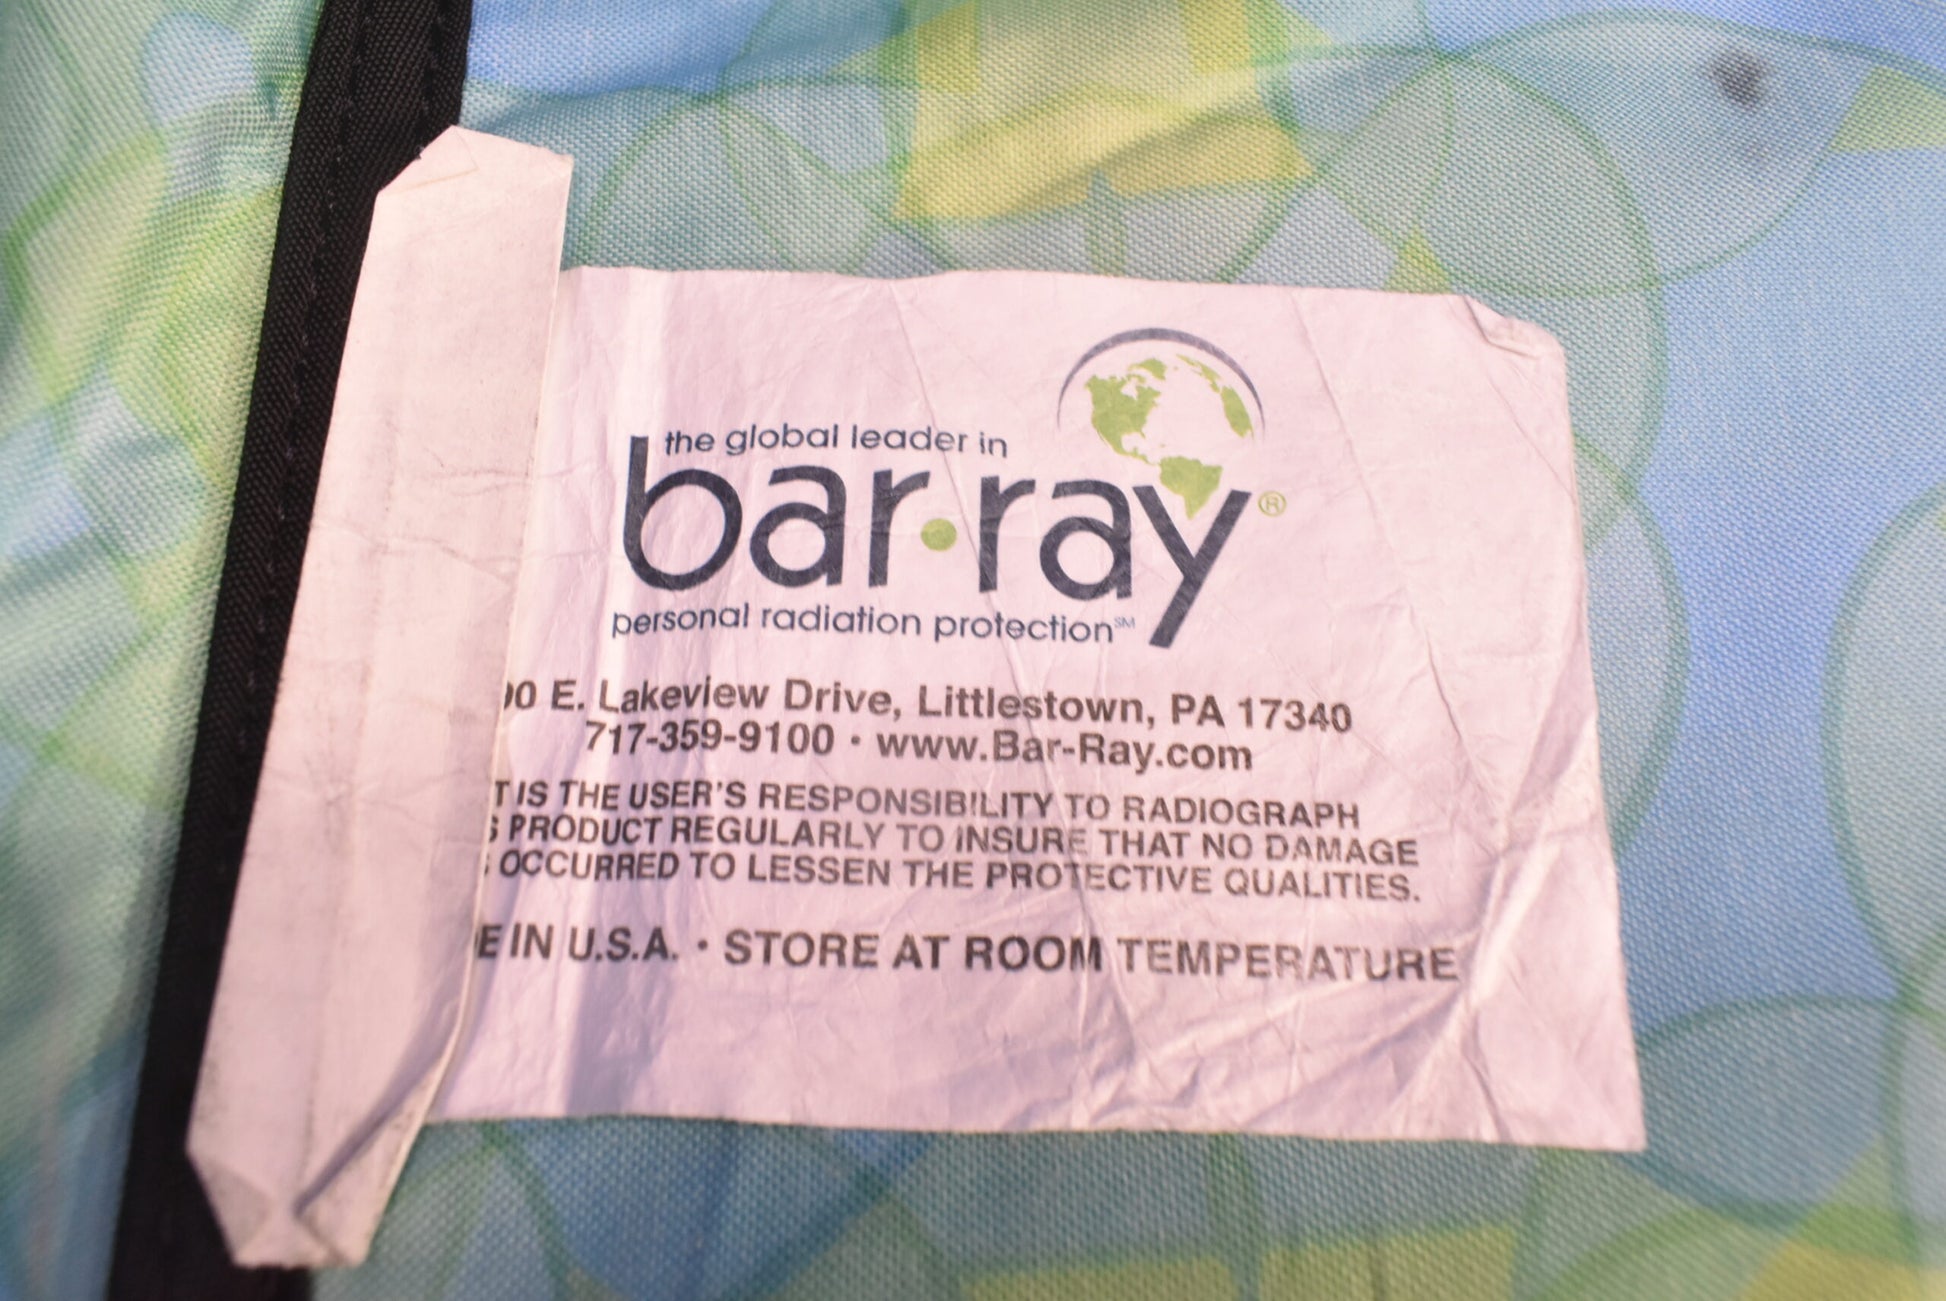 the global leader in
bar·ray®
personal radiation protection℠
E. Lakeview Drive, Littlestown, PA 17340
717-359-9100 · www.Bar-Ray.com
IS THE USER'S RESPONSIBILITY TO RADIOGRAPH
PRODUCT REGULARLY TO INSURE THAT NO DAMAGE
OCCURRED TO LESSEN THE PROTECTIVE QUALITIES.
IN U.S.A. · STORE AT ROOM TEMPERATURE